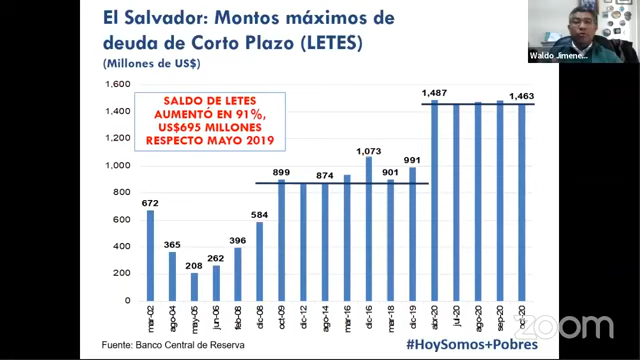 El Salvador: Montos máximos de
deuda de Corto Plazo (LETES)
(Millones de US$)
Waldo Jimene...
1,600
1,400
1,200
1,000
800
600
400
200
0
SALDO DE LETES
AUMENTÓ EN 91%,
US$695 MILLONES
RESPECTO MAYO 2019
672
365
208
262
396
584
899
874
1,073
901
991
1,487
1,463
mar-02
ago-04
may-05
jun-06
feb-08
dic-08
oct-09
dic-12
ago-14
mar-16
dic-16
mar-18
dic-19
abr-20
jul-20
ago-20
sep-20
oct-20
Fuente: Banco Central de Reserva
#HoySomos+Pobres
zoom